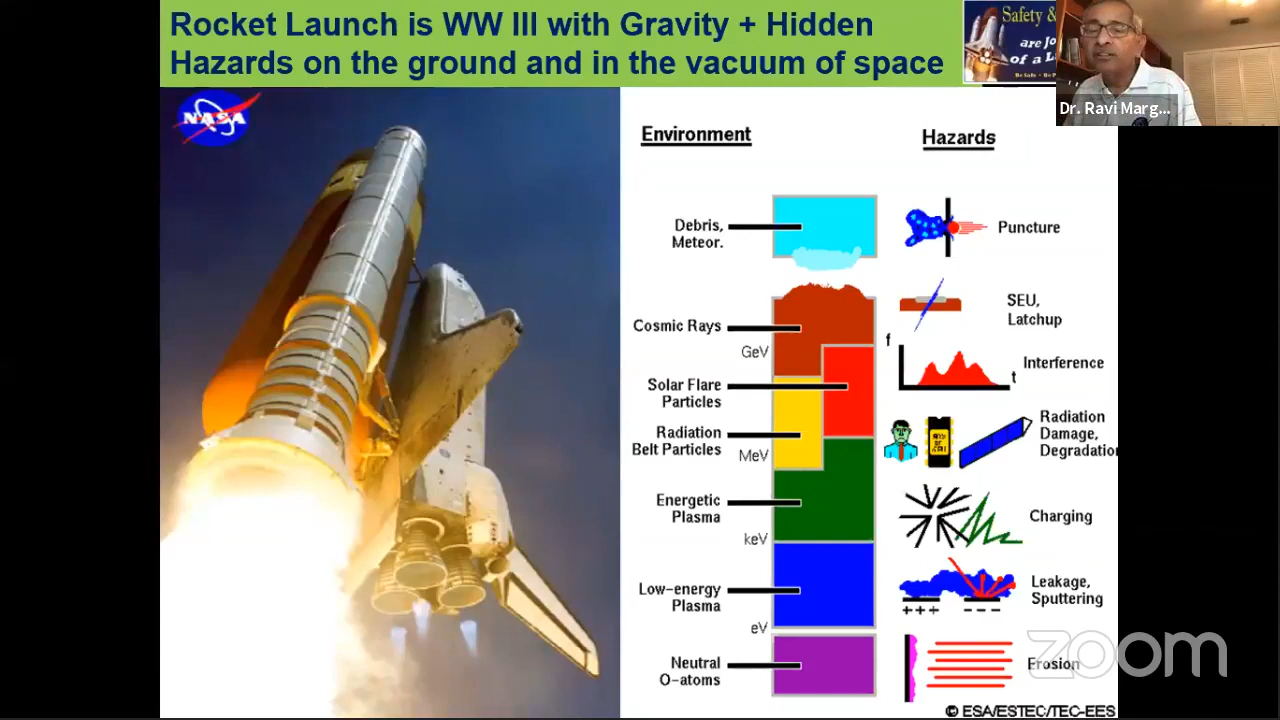 Rocket Launch is WW III with Gravity + Hidden
Hazards on the ground and in the vacuum of space
Safety &
are Jo
of a L
Be Safe • Be P
Dr. Ravi Marg...
NASA
Environment
Hazards
Debris,
Meteor.
Puncture
Cosmic Rays
SEU,
Latchup
GeV
f
t
Interference
Solar Flare
Particles
Radiation
Belt Particles
Radiation
Damage,
Degradation
MeV
Energetic
Plasma
Charging
keV
Low-energy
Plasma
Leakage,
Sputtering
+++
---
eV
Neutral
O-atoms
Erosion
zoom
© ESA/ESTEC/TEC-EES